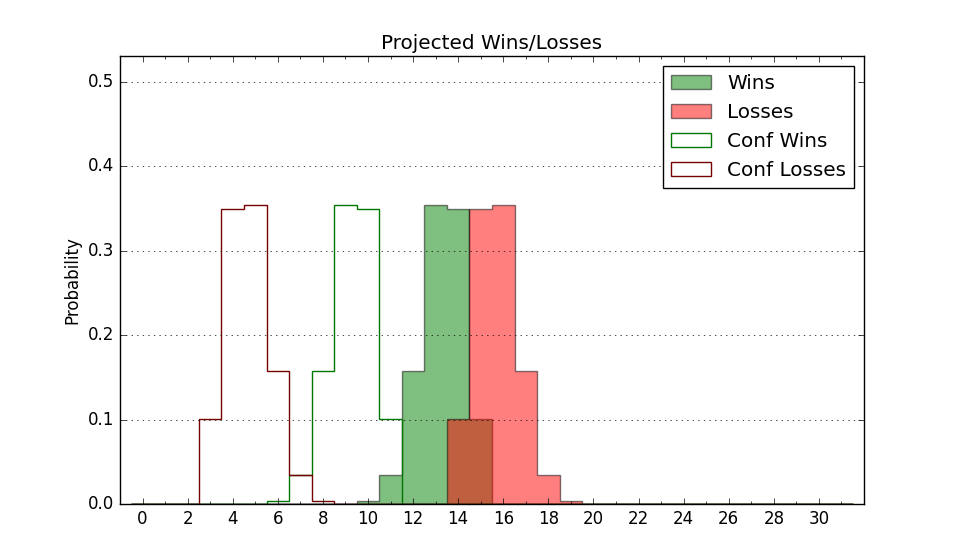 Projected Wins/Losses
Probability
0.5
0.4
0.3
0.2
0.1
0.0
0 2 4 6 8 10 12 14 16 18 20 22 24 26 28 30
Wins
Losses
Conf Wins
Conf Losses